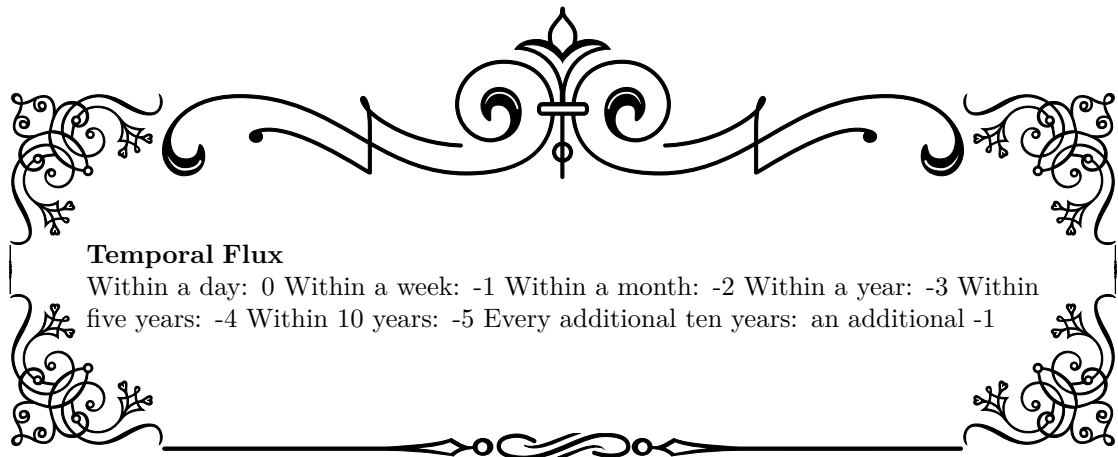 Temporal Flux
Within a day: 0 Within a week: -1 Within a month: -2 Within a year: -3 Within
five years: -4 Within 10 years: -5 Every additional ten years: an additional -1